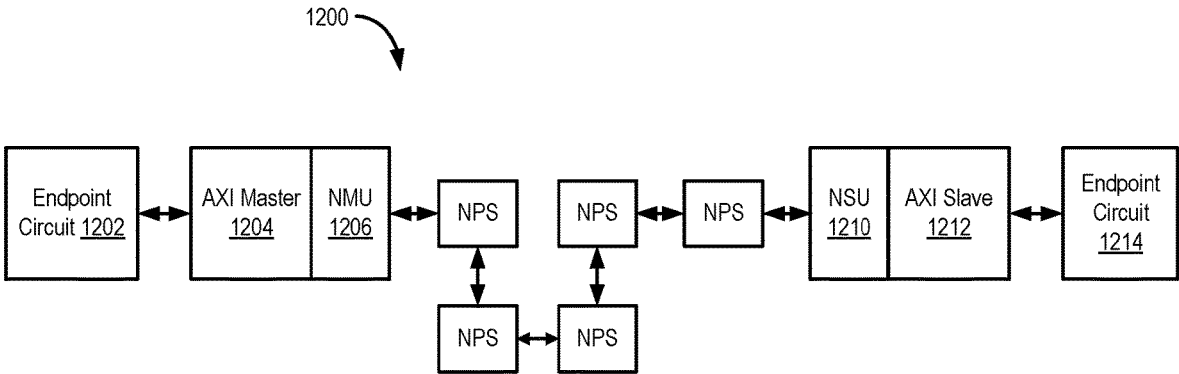 1200
Endpoint
Circuit 1202
AXI Master
1204
NMU
1206
NPS
NPS
NPS
NSU
1210
AXI Slave
1212
Endpoint
Circuit
1214
NPS
NPS